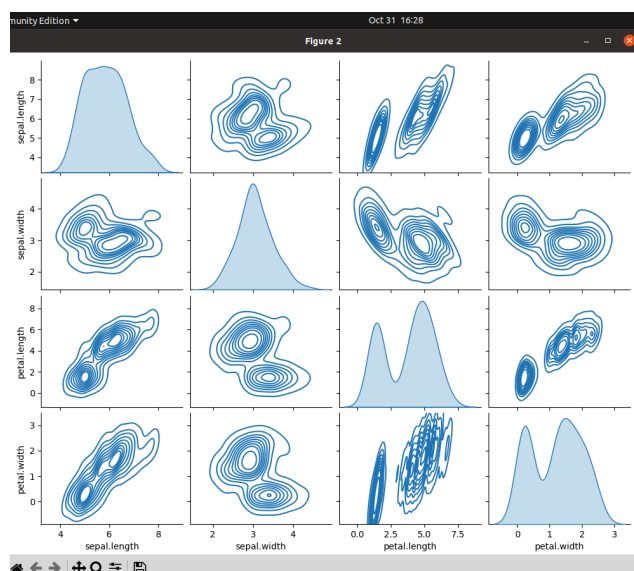 munity Edition
Oct 31 16:28
Figure 2
sepal.length
8
7
6
5
4
sepal.width
4
3
2
petal.length
8
6
4
2
0
petal.width
3
2
1
0
4 6 8
2 3 4
0.0 2.5 5.0 7.5
0 1 2 3
sepal.length sepal.width petal.length petal.width